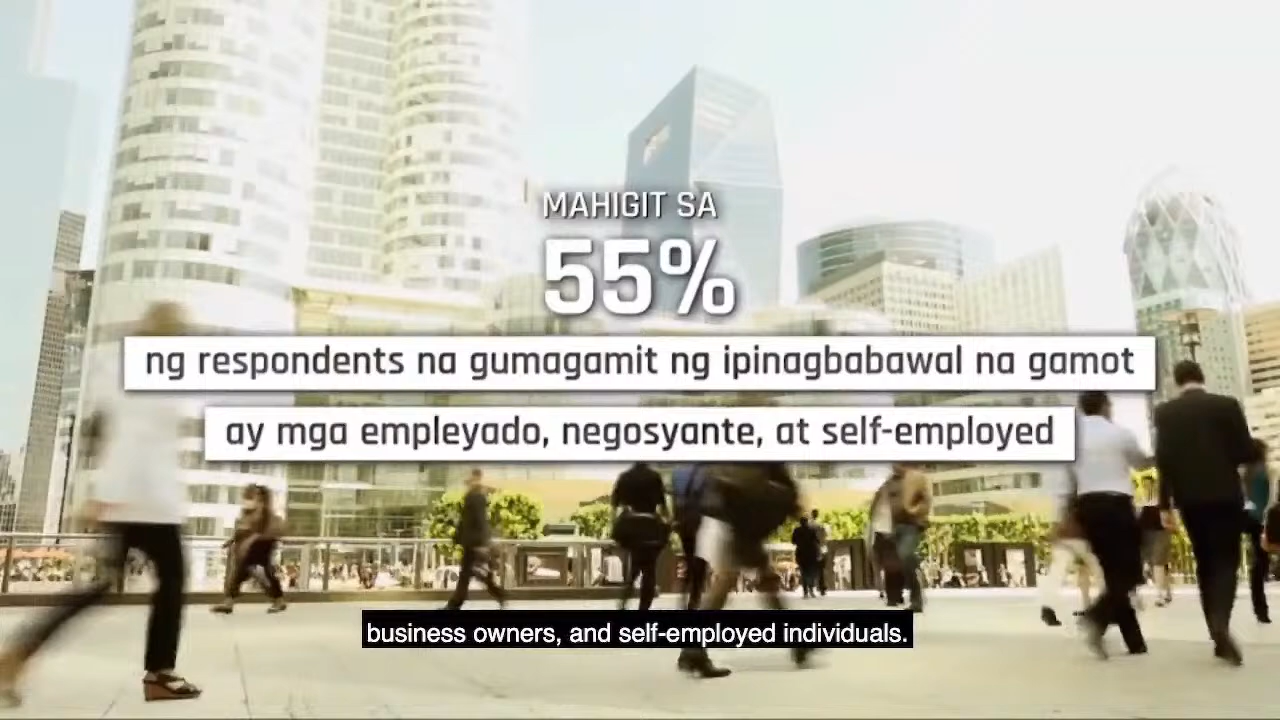 MAHIGIT SA
55%
ng respondents na gumagamit ng ipinagbabawal na gamot
ay mga empleyado, negosyante, at self-employed
business owners, and self-employed individuals.